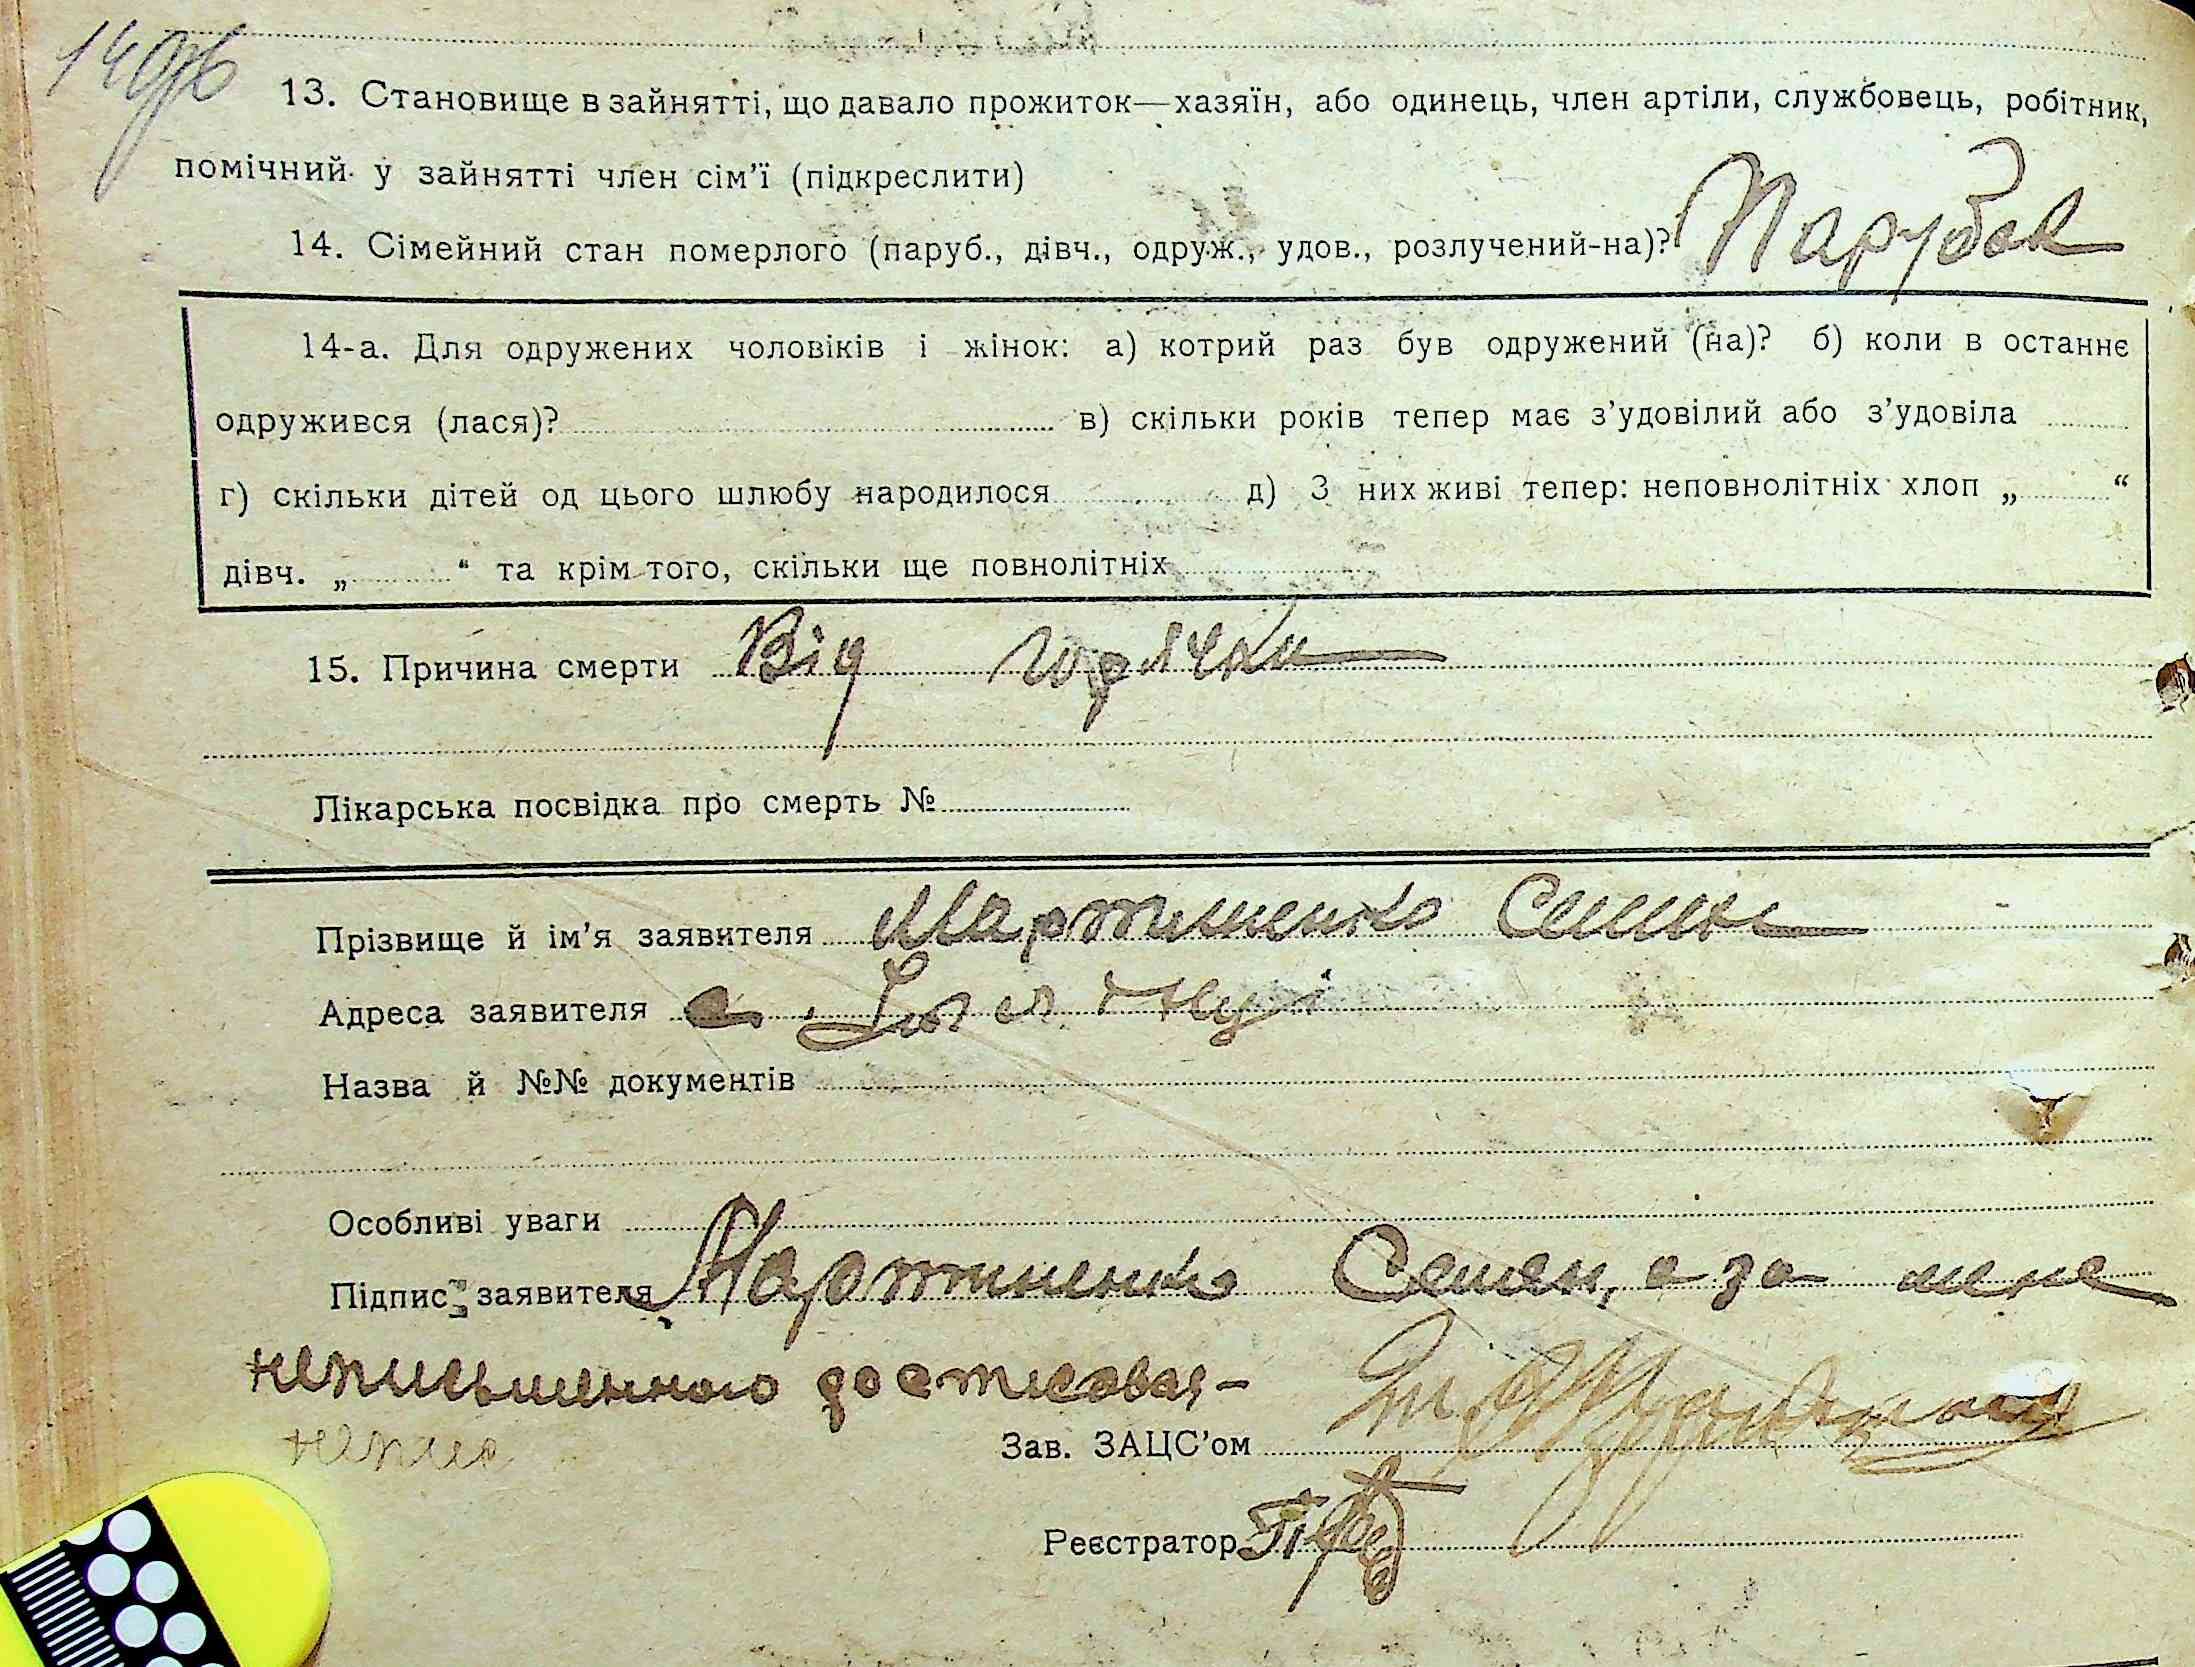 13. Становище в зайнятті, що давало прожиток—хазяїн, або одинець, член артіли, службовець, робітник,
помічний у зайнятті член сім'ї (підкреслити)
14. Сімейний стан померлого (паруб., дівч., одруж., удов., розлучений-на)? Парубок
14-а. Для одружених чоловіків і жінок: а) котрий раз був одружений (на)? б) коли в останнє
одружився (лася)? в) скільки років тепер має з'удовілий або з'удовіла
г) скільки дітей од цього шлюбу народилося д) З них живі тепер: неповнолітніх хлоп „ “
дівч. „ “ та крім того, скільки ще повнолітніх
15. Причина смерти Від горячки
Лікарська посвідка про смерть №
Прізвище й ім'я заявителя Мартиненко Семен
Адреса заявителя с.
Назва й №№ документів
Особливі уваги
Підпис заявителя Мартиненко Семен, а за мене
неписьменного
Зав. ЗАЦС'ом
Реєстратор